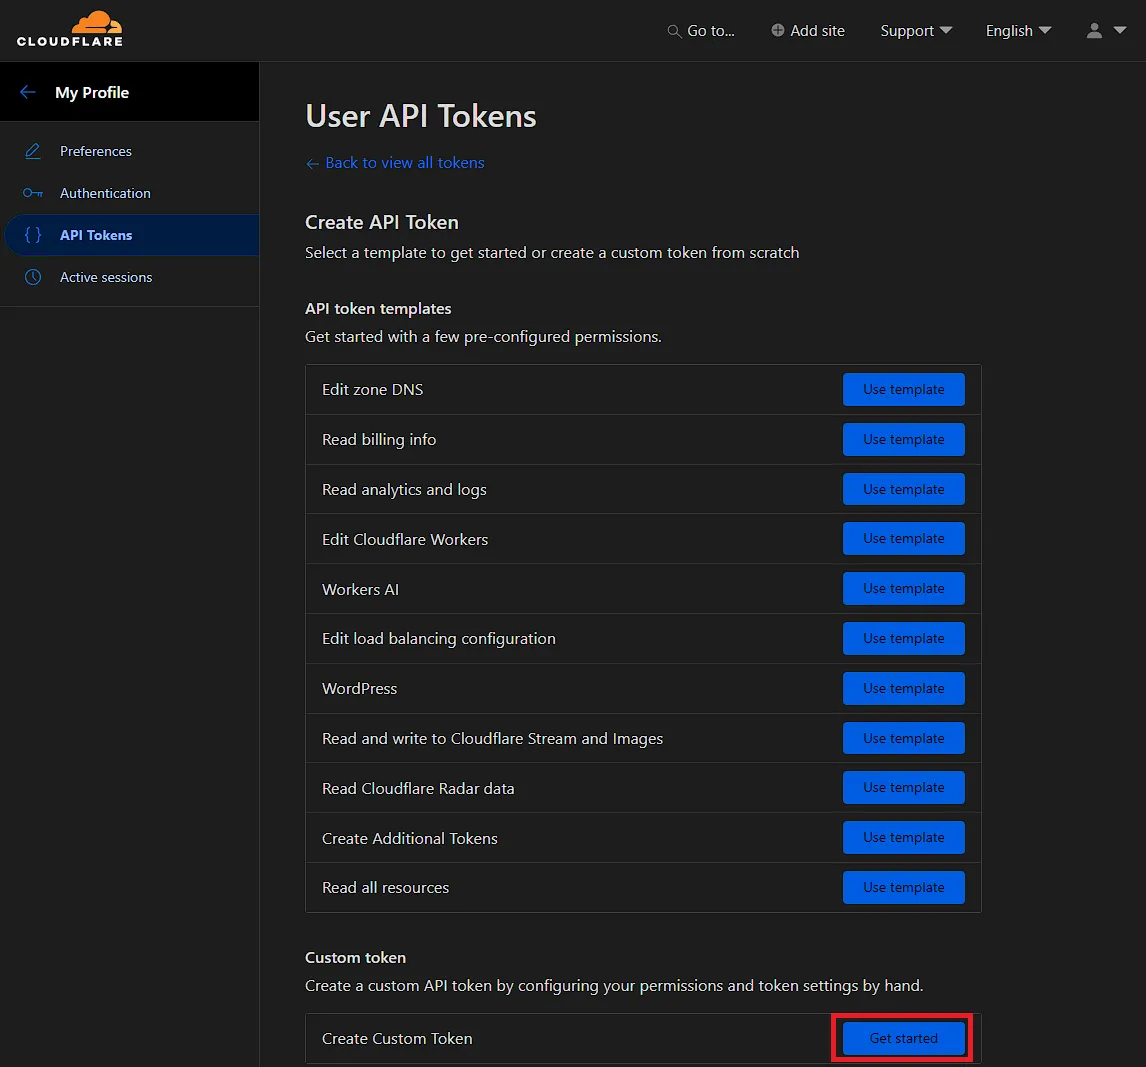 CLOUDFLARE
Go to...
Add site
Support
English
My Profile
Preferences
Authentication
API Tokens
Active sessions
User API Tokens
← Back to view all tokens
Create API Token
Select a template to get started or create a custom token from scratch
API token templates
Get started with a few pre-configured permissions.
Edit zone DNS Use template
Read billing info Use template
Read analytics and logs Use template
Edit Cloudflare Workers Use template
Workers AI Use template
Edit load balancing configuration Use template
WordPress Use template
Read and write to Cloudflare Stream and Images Use template
Read Cloudflare Radar data Use template
Create Additional Tokens Use template
Read all resources Use template
Custom token
Create a custom API token by configuring your permissions and token settings by hand.
Create Custom Token Get started